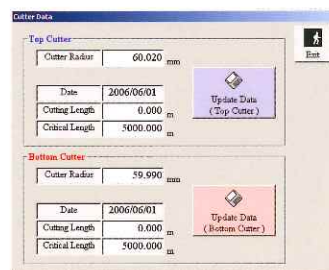 Cutter Data
Top Cutter
Cutter Radius 60.020 mm
Date 2006/06/01
Cutting Length 0.000 m
Critical Length 5000.000 m
Update Data
( Top Cutter )
Exit
Bottom Cutter
Cutter Radius 59.990 mm
Date 2006/06/01
Cutting Length 0.000 m
Critical Length 5000.000 m
Update Data
( Bottom Cutter )